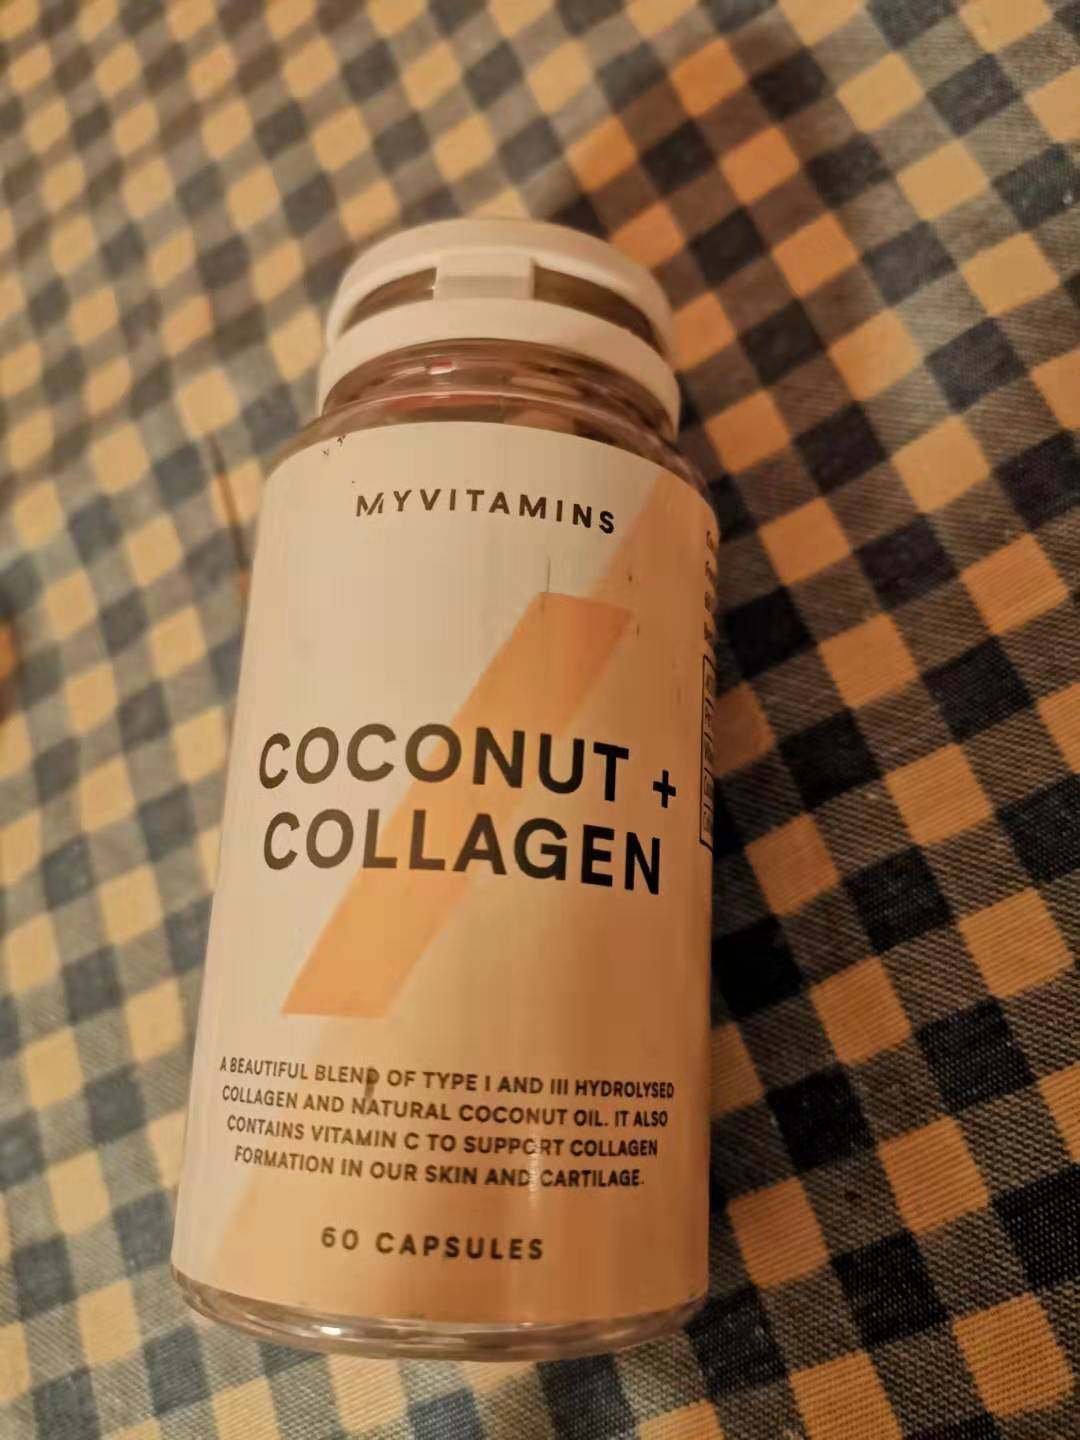 MYVITAMINS
COCONUT +
COLLAGEN
A BEAUTIFUL BLEND OF TYPE I AND III HYDROLYSED
COLLAGEN AND NATURAL COCONUT OIL. IT ALSO
CONTAINS VITAMIN C TO SUPPORT COLLAGEN
FORMATION IN OUR SKIN AND CARTILAGE.
60 CAPSULES